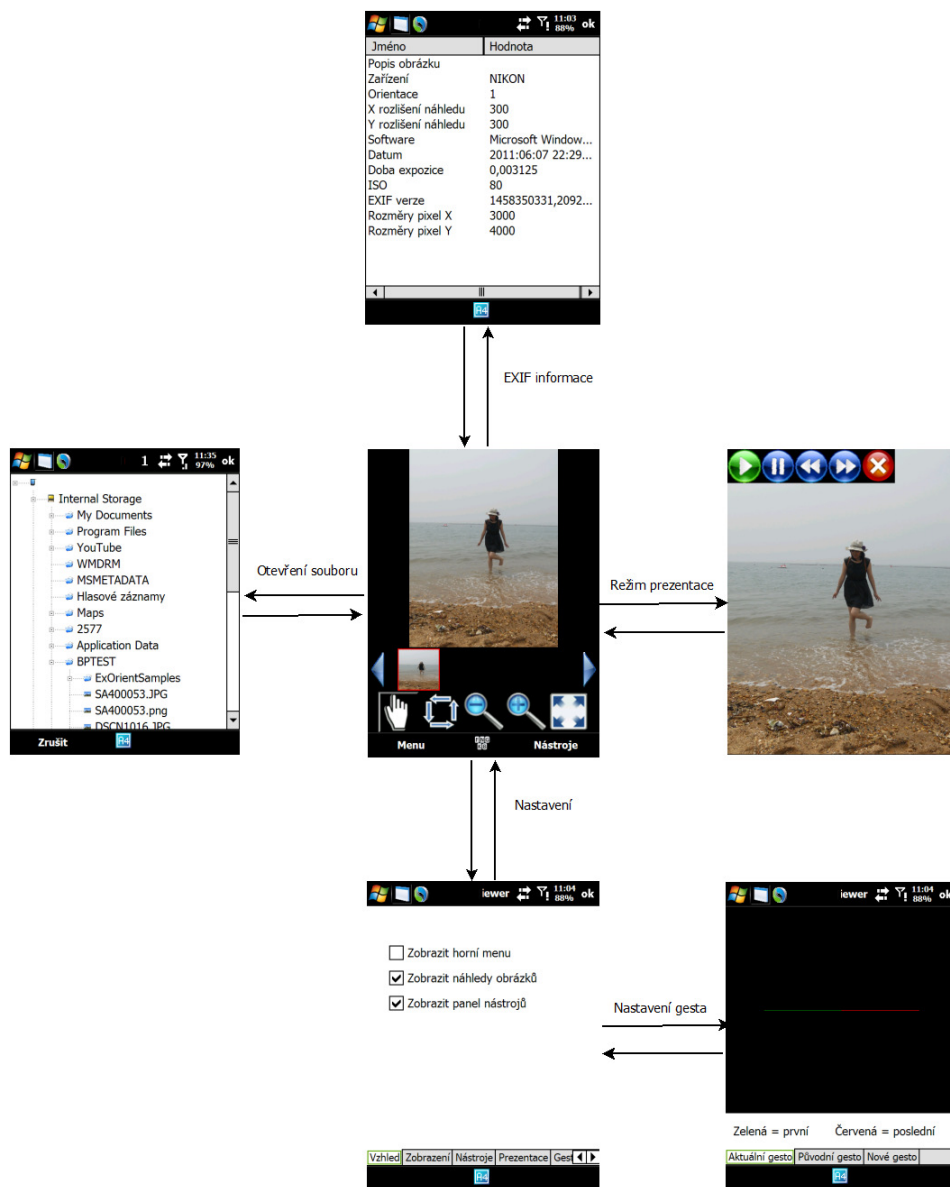 11:03
88% ok
Jméno Hodnota
Popis obrázku
Zařízení NIKON
Orientace 1
X rozlišení náhledu 300
Y rozlišení náhledu 300
Software Microsoft Window...
Datum 2011:06:07 22:29...
Doba expozice 0,003125
ISO 80
EXIF verze 1458350331,2092...
Rozměry pixel X 3000
Rozměry pixel Y 4000
EXIF informace
1 11:35
97% ok
Internal Storage
My Documents
Program Files
YouTube
WMDRM
MSMETADATA
Hlasové záznamy
Maps
2577
Application Data
BPTEST
ExOrientSamples
SA400053.JPG
SA400053.png
DSCN1016.JPG
Zrušit
Otevření souboru
Menu Nástroje
Režim prezentace
Nastavení
iewer 11:04
88% ok
Zobrazit horní menu
Zobrazit náhledy obrázků
Zobrazit panel nástrojů
Vzhled Zobrazení Nástroje Prezentace Gest
Nastavení gesta
iewer 11:04
88% ok
Zelená = první Červená = poslední
Aktuální gesto Původní gesto Nové gesto